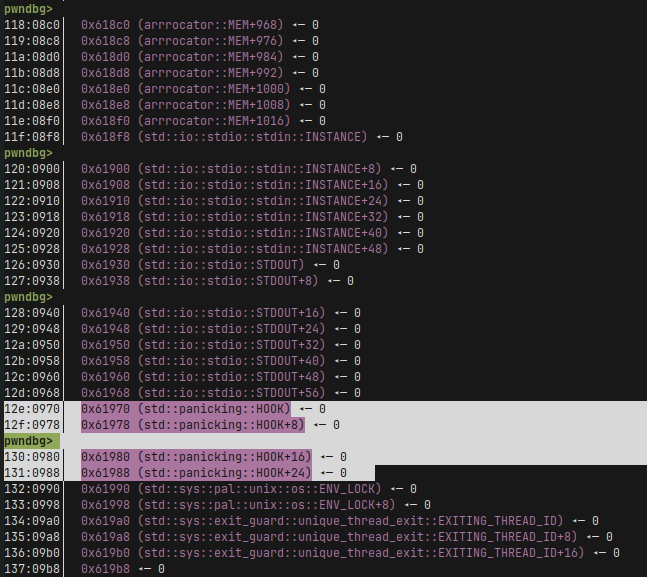 pwndbg>
118:08c0│ 0x618c0 (arrrocator::MEM+968) ◂— 0
119:08c8│ 0x618c8 (arrrocator::MEM+976) ◂— 0
11a:08d0│ 0x618d0 (arrrocator::MEM+984) ◂— 0
11b:08d8│ 0x618d8 (arrrocator::MEM+992) ◂— 0
11c:08e0│ 0x618e0 (arrrocator::MEM+1000) ◂— 0
11d:08e8│ 0x618e8 (arrrocator::MEM+1008) ◂— 0
11e:08f0│ 0x618f0 (arrrocator::MEM+1016) ◂— 0
11f:08f8│ 0x618f8 (std::io::stdio::stdin::INSTANCE) ◂— 0
pwndbg>
120:0900│ 0x61900 (std::io::stdio::stdin::INSTANCE+8) ◂— 0
121:0908│ 0x61908 (std::io::stdio::stdin::INSTANCE+16) ◂— 0
122:0910│ 0x61910 (std::io::stdio::stdin::INSTANCE+24) ◂— 0
123:0918│ 0x61918 (std::io::stdio::stdin::INSTANCE+32) ◂— 0
124:0920│ 0x61920 (std::io::stdio::stdin::INSTANCE+40) ◂— 0
125:0928│ 0x61928 (std::io::stdio::stdin::INSTANCE+48) ◂— 0
126:0930│ 0x61930 (std::io::stdio::STDOUT) ◂— 0
127:0938│ 0x61938 (std::io::stdio::STDOUT+8) ◂— 0
pwndbg>
128:0940│ 0x61940 (std::io::stdio::STDOUT+16) ◂— 0
129:0948│ 0x61948 (std::io::stdio::STDOUT+24) ◂— 0
12a:0950│ 0x61950 (std::io::stdio::STDOUT+32) ◂— 0
12b:0958│ 0x61958 (std::io::stdio::STDOUT+40) ◂— 0
12c:0960│ 0x61960 (std::io::stdio::STDOUT+48) ◂— 0
12d:0968│ 0x61968 (std::io::stdio::STDOUT+56) ◂— 0
12e:0970│ 0x61970 (std::panicking::HOOK) ◂— 0
12f:0978│ 0x61978 (std::panicking::HOOK+8) ◂— 0
pwndbg>
130:0980│ 0x61980 (std::panicking::HOOK+16) ◂— 0
131:0988│ 0x61988 (std::panicking::HOOK+24) ◂— 0
132:0990│ 0x61990 (std::sys::pal::unix::os::ENV_LOCK) ◂— 0
133:0998│ 0x61998 (std::sys::pal::unix::os::ENV_LOCK+8) ◂— 0
134:09a0│ 0x619a0 (std::sys::exit_guard::unique_thread_exit::EXITING_THREAD_ID) ◂— 0
135:09a8│ 0x619a8 (std::sys::exit_guard::unique_thread_exit::EXITING_THREAD_ID+8) ◂— 0
136:09b0│ 0x619b0 (std::sys::exit_guard::unique_thread_exit::EXITING_THREAD_ID+16) ◂— 0
137:09b8│ 0x619b8 ◂— 0